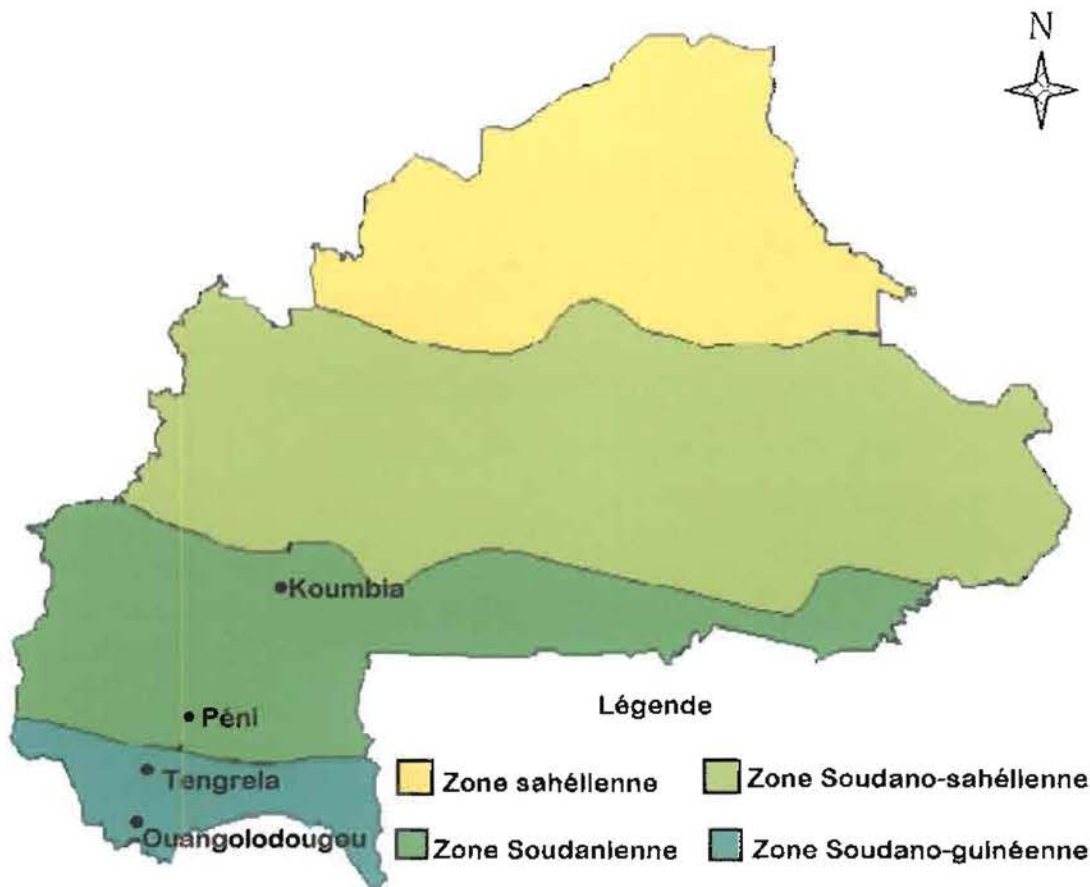 N
Koumbia
Péni
Tengrela
Ouangolodougou
Légende
Zone sahélienne
Zone Soudano-sahélienne
Zone Soudanienne
Zone Soudano-guinéenne